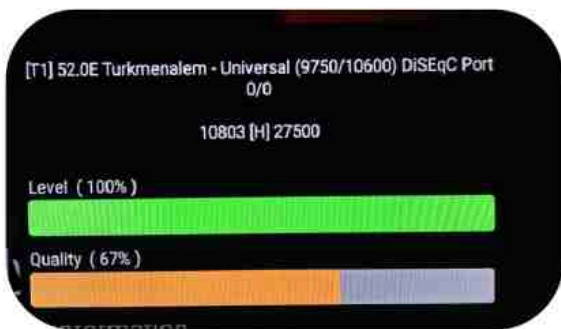 [T1] 52.0E Turkmenalem - Universal (9750/10600) DiSEqC Port
0/0
10803 [H] 27500
Level ( 100% )
Quality ( 67% )